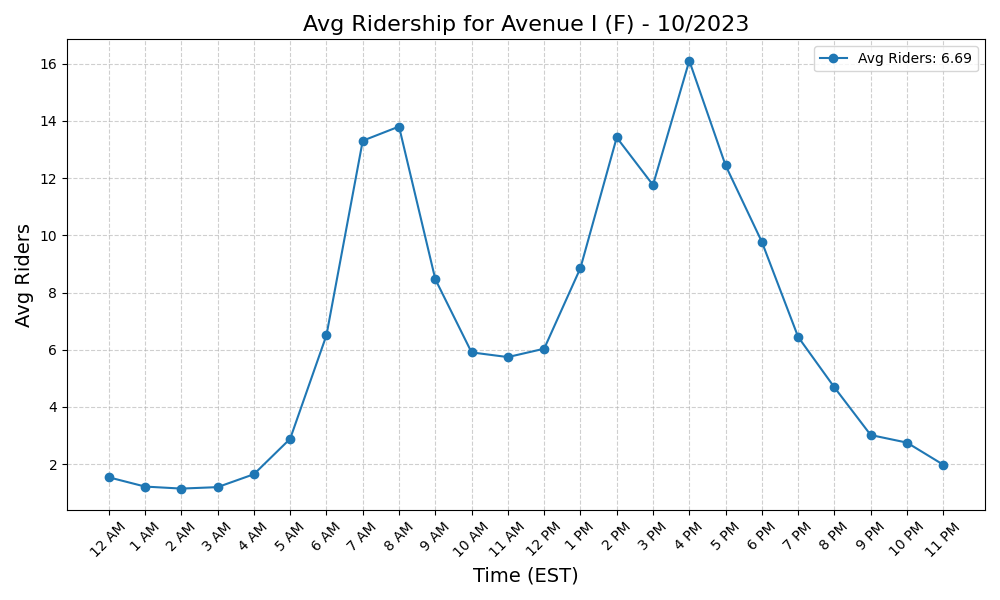 Avg Ridership for Avenue I (F) - 10/2023
Avg Riders: 6.69
Avg Riders
16
14
12
10
8
6
4
2
12 AM
1 AM
2 AM
3 AM
4 AM
5 AM
6 AM
7 AM
8 AM
9 AM
10 AM
11 AM
12 PM
1 PM
2 PM
3 PM
4 PM
5 PM
6 PM
7 PM
8 PM
9 PM
10 PM
11 PM
Time (EST)